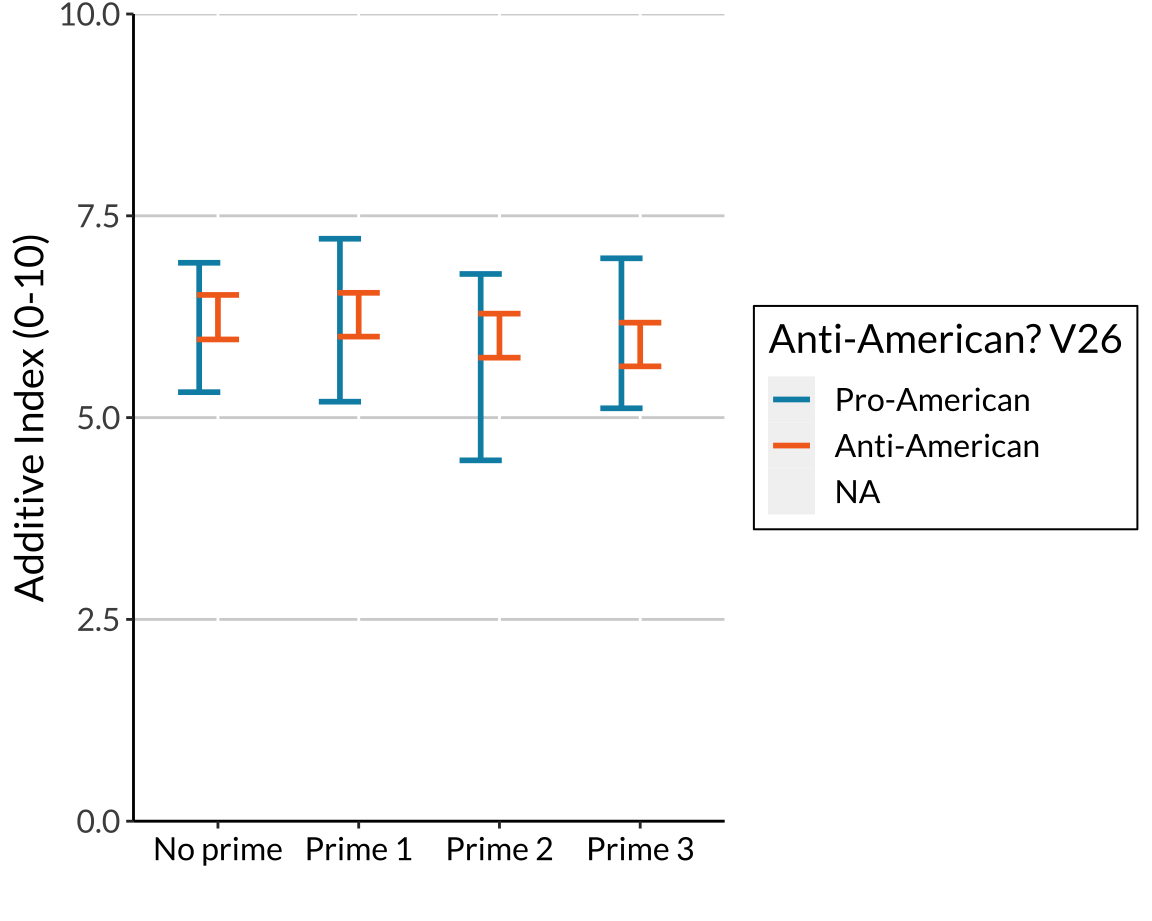 10.0
7.5
5.0
2.5
0.0
Additive Index (0-10)
No prime Prime 1 Prime 2 Prime 3
Anti-American? V26
Pro-American
Anti-American
NA